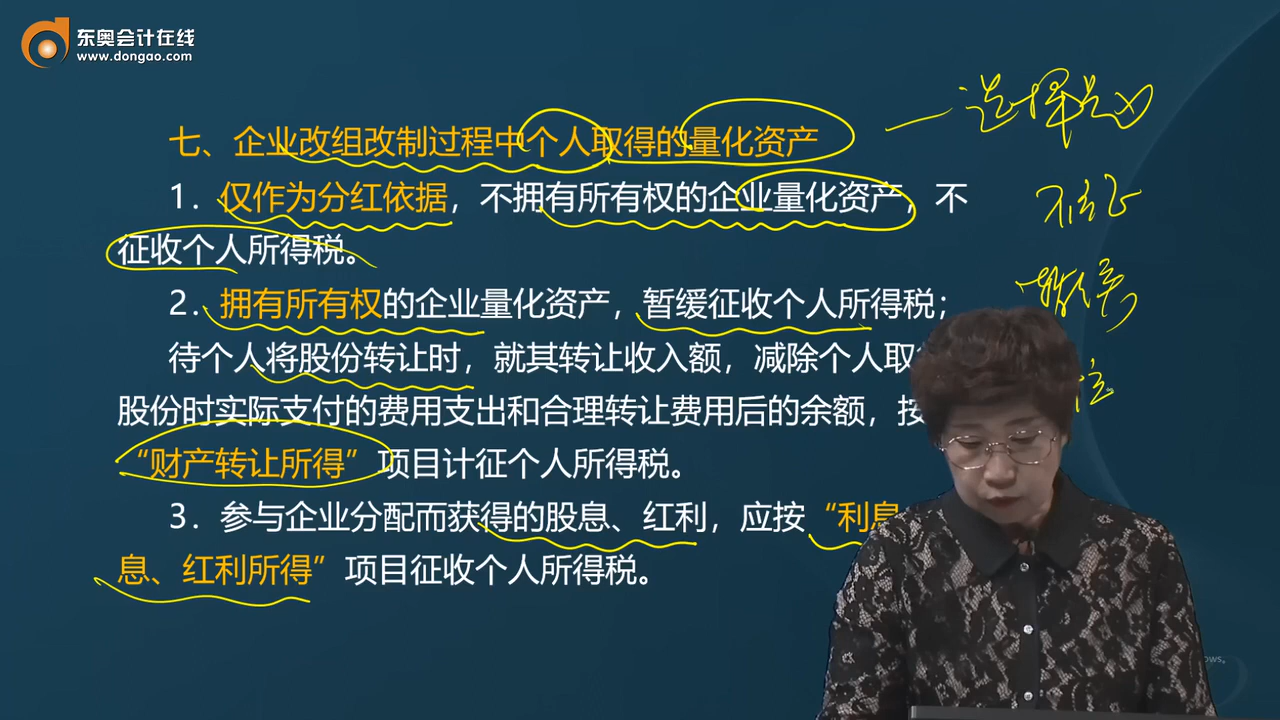 东奥会计在线
www.dongao.com
七、企业改组改制过程中个人取得的量化资产
1．仅作为分红依据，不拥有所有权的企业量化资产，不
征收个人所得税。
2．拥有所有权的企业量化资产，暂缓征收个人所得税；
待个人将股份转让时，就其转让收入额，减除个人取
股份时实际支付的费用支出和合理转让费用后的余额，按
“财产转让所得”项目计征个人所得税。
3．参与企业分配而获得的股息、红利，应按“利息
息、红利所得”项目征收个人所得税。